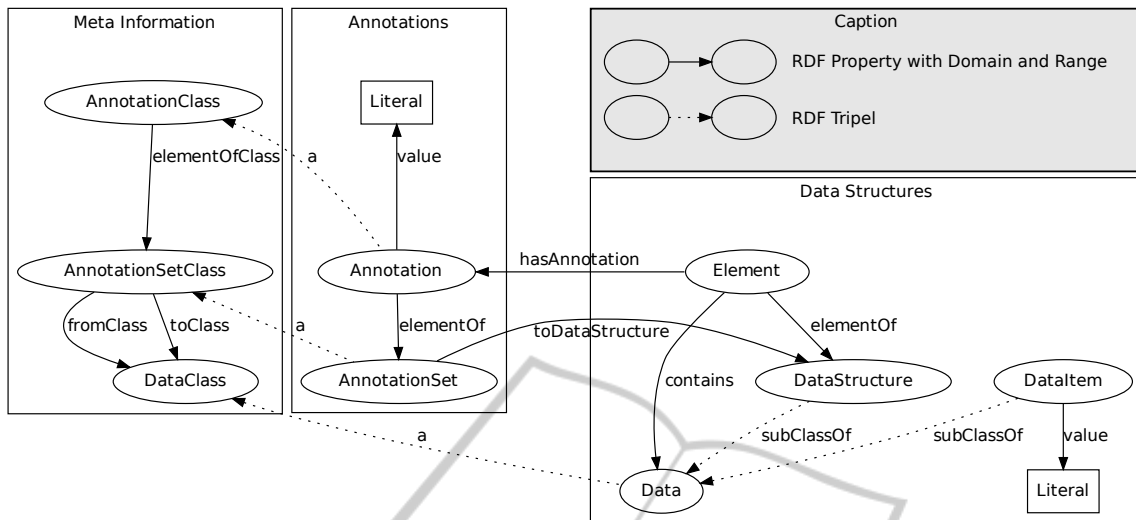 Meta Information
AnnotationClass
elementOfClass
AnnotationSetClass
fromClass
toClass
DataClass
a
a
a
Annotations
Literal
value
Annotation
elementOf
AnnotationSet
hasAnnotation
toDataStructure
Caption
RDF Property with Domain and Range
RDF Tripel
Data Structures
Element
elementOf
contains
DataStructure
DataItem
subClassOf
subClassOf
value
Data
Literal